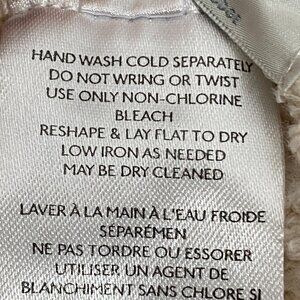 HAND WASH COLD SEPARATELY
DO NOT WRING OR TWIST
USE ONLY NON-CHLORINE
BLEACH
RESHAPE & LAY FLAT TO DRY
LOW IRON AS NEEDED
MAY BE DRY CLEANED
LAVER À LA MAIN À L'EAU FROIDE
SÉPARÉMEN
NE PAS TORDRE OU ESSORER
UTILISER UN AGENT DE
BLANCHIMENT SANS CHLORE SI